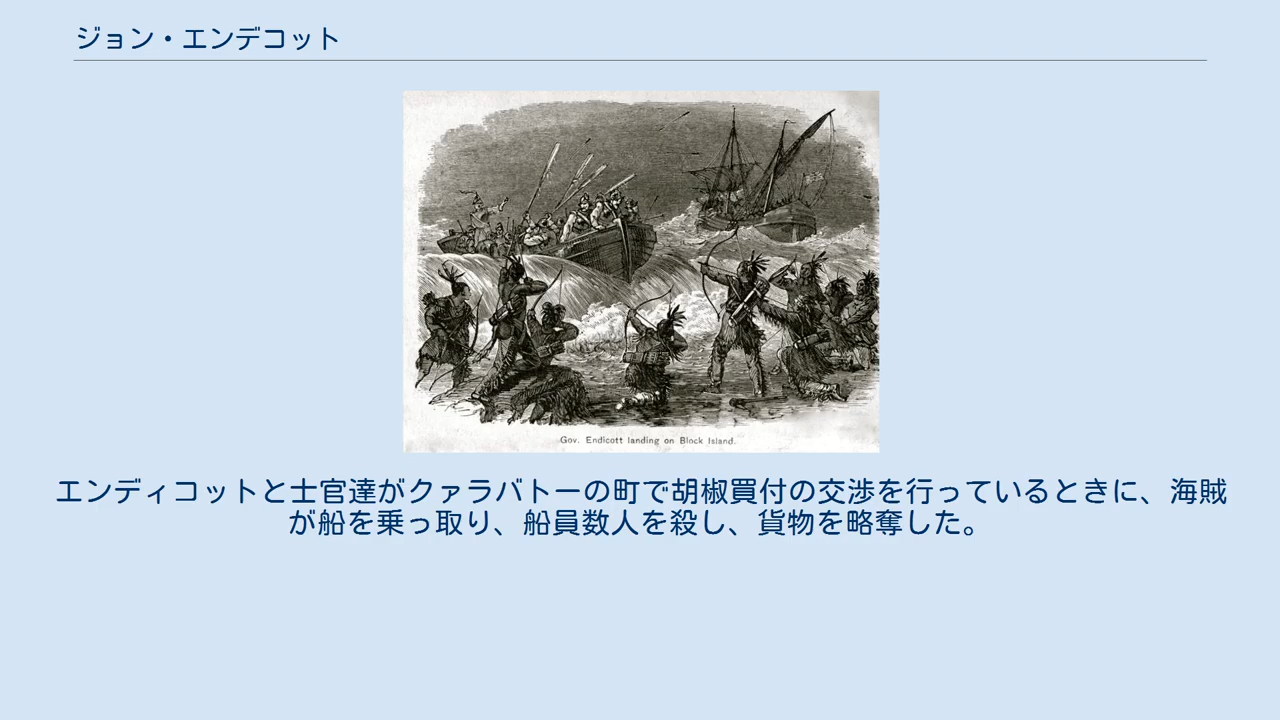 ジョン・エンデコット
Gov. Endicott landing on Block Island.
エンディコットと士官達がクァラバトーの町で胡椒買付の交渉を行っているときに、海賊
が船を乗っ取り、船員数人を殺し、貨物を略奪した。